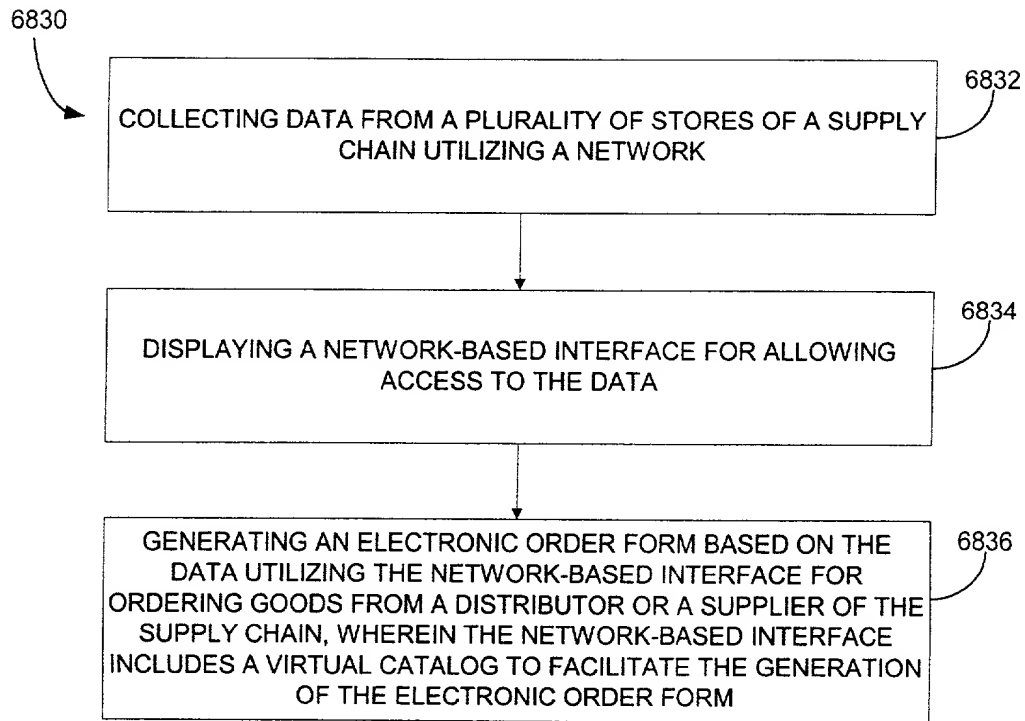 6830
6832
COLLECTING DATA FROM A PLURALITY OF STORES OF A SUPPLY
CHAIN UTILIZING A NETWORK
6834
DISPLAYING A NETWORK-BASED INTERFACE FOR ALLOWING
ACCESS TO THE DATA
6836
GENERATING AN ELECTRONIC ORDER FORM BASED ON THE
DATA UTILIZING THE NETWORK-BASED INTERFACE FOR
ORDERING GOODS FROM A DISTRIBUTOR OR A SUPPLIER OF THE
SUPPLY CHAIN, WHEREIN THE NETWORK-BASED INTERFACE
INCLUDES A VIRTUAL CATALOG TO FACILITATE THE GENERATION
OF THE ELECTRONIC ORDER FORM